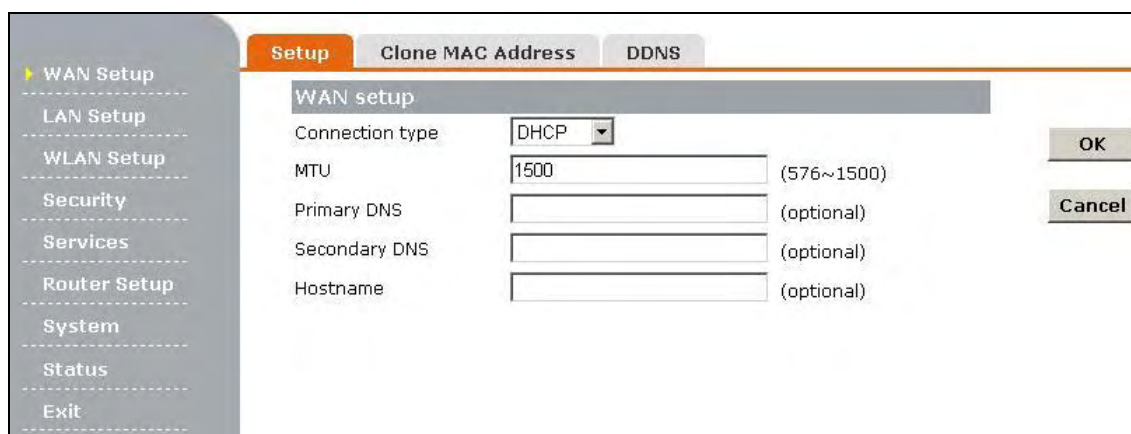 WAN Setup
LAN Setup
WLAN Setup
Security
Services
Router Setup
System
Status
Exit
Setup Clone MAC Address DDNS
WAN setup
Connection type DHCP
MTU 1500 (576~1500)
Primary DNS (optional)
Secondary DNS (optional)
Hostname (optional)
OK
Cancel